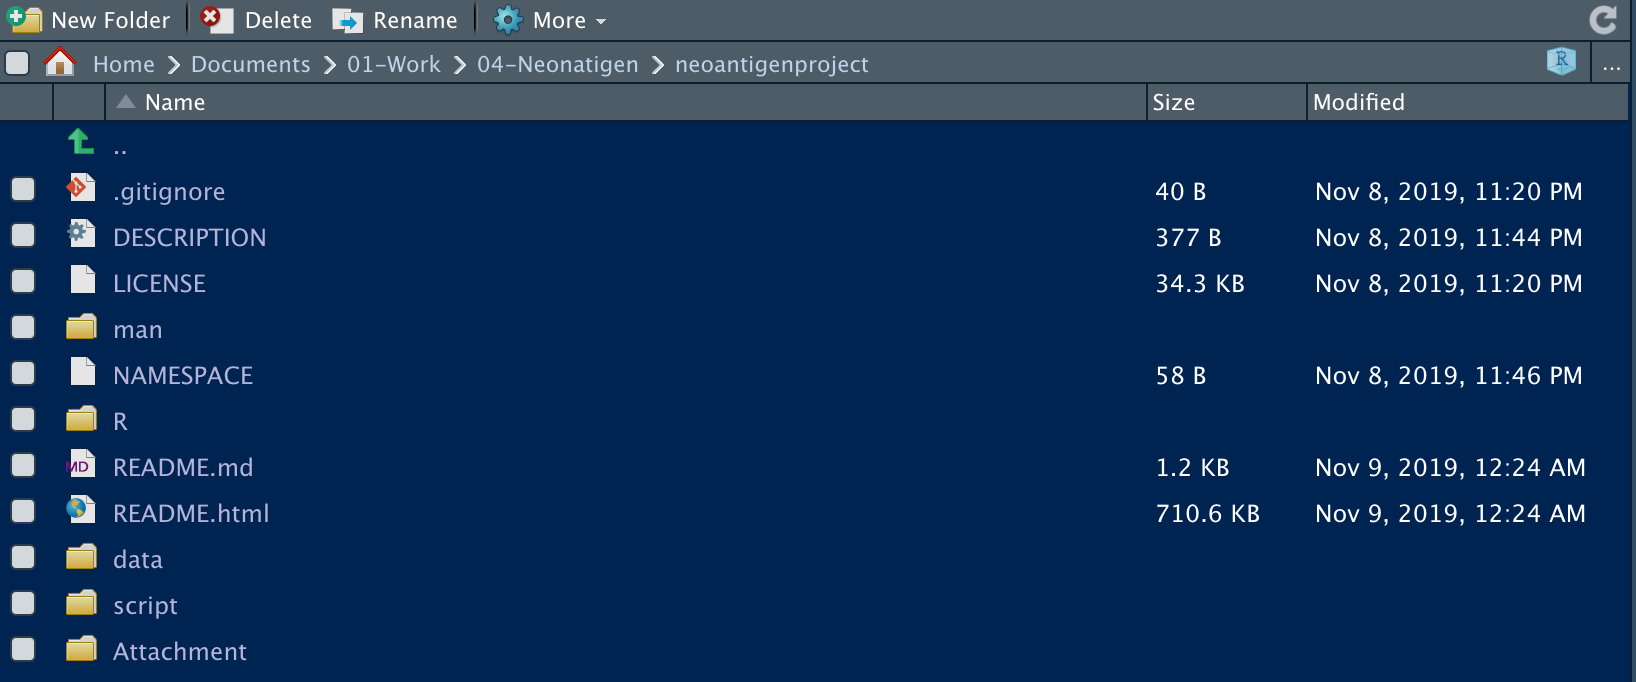 New Folder Delete Rename More
Home Documents 01-Work 04-Neonatigen neoantigenproject R ...
Name Size Modified
..
.gitignore 40 B Nov 8, 2019, 11:20 PM
DESCRIPTION 377 B Nov 8, 2019, 11:44 PM
LICENSE 34.3 KB Nov 8, 2019, 11:20 PM
man
NAMESPACE 58 B Nov 8, 2019, 11:46 PM
R
MD README.md 1.2 KB Nov 9, 2019, 12:24 AM
README.html 710.6 KB Nov 9, 2019, 12:24 AM
data
script
Attachment